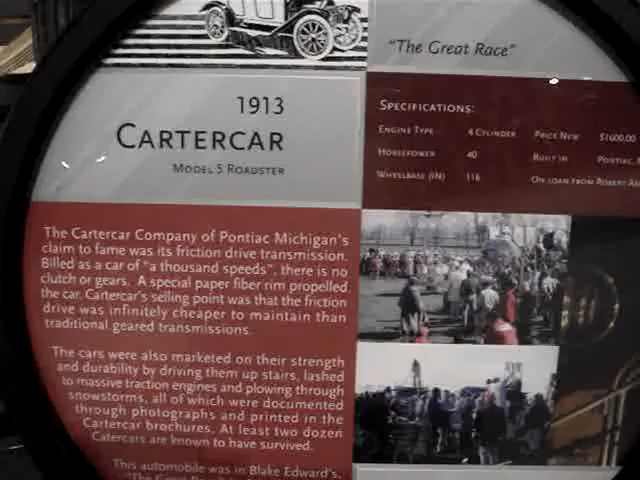 "The Great Race"
1913
CARTERCAR
MODEL 5 ROADSTER
SPECIFICATIONS:
ENGINE TYPE 4 CYLINDER PRICE NEW $1600.00
HORSEPOWER 40 BUILT IN PONTIAC,
WHEELBASE (IN) 116 ON LOAN FROM ROBERT
The Cartercar Company of Pontiac Michigan's
claim to fame was its friction drive transmission.
Billed as a car of "a thousand speeds", there is no
clutch or gears. A special paper fiber rim propelled
the car. Cartercar's selling point was that the friction
drive was infinitely cheaper to maintain than
traditional geared transmissions.
The cars were also marketed on their strength
and durability by driving them up stairs, lashed
to massive traction engines and plowing through
snowstorms, all of which were documented
through photographs and printed in the
Cartercar brochures. At least two dozen
Catercars are known to have survived.
This automobile was in Blake Edward's,
"The Great